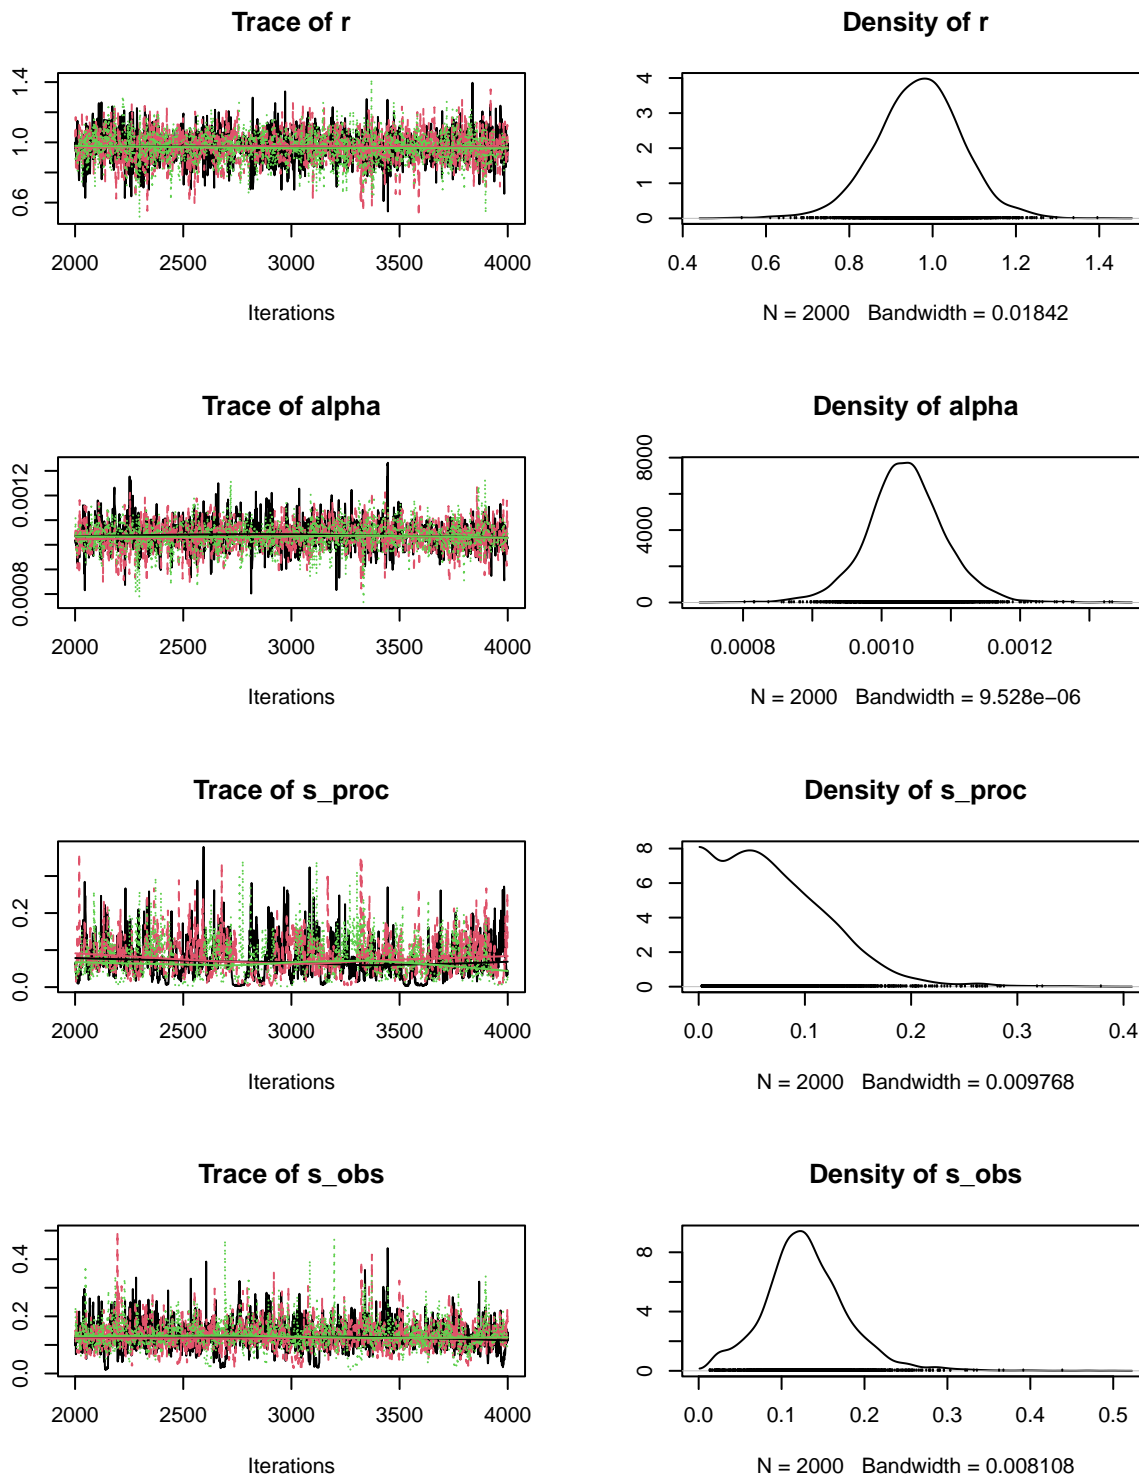 Trace of r
Density of r
0.6 1.0 1.4
2000 2500 3000 3500 4000
Iterations
0 1 2 3 4
0.4 0.6 0.8 1.0 1.2 1.4
N = 2000 Bandwidth = 0.01842
Trace of alpha
Density of alpha
0.0008 0.0012
2000 2500 3000 3500 4000
Iterations
0 4000 8000
0.0008 0.0010 0.0012
N = 2000 Bandwidth = 9.528e−06
Trace of s_proc
Density of s_proc
0.0 0.2
2000 2500 3000 3500 4000
Iterations
0 2 4 6 8
0.0 0.1 0.2 0.3 0.4
N = 2000 Bandwidth = 0.009768
Trace of s_obs
Density of s_obs
0.0 0.2 0.4
2000 2500 3000 3500 4000
Iterations
0 4 8
0.0 0.1 0.2 0.3 0.4 0.5
N = 2000 Bandwidth = 0.008108